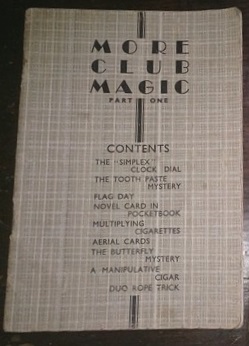 MORE
CLUB
MAGIC
PART ONE
CONTENTS
THE "SIMPLEX"
CLOCK DIAL
THE TOOTH PASTE
MYSTERY
FLAG DAY
NOVEL CARD IN
POCKETBOOK
MULTIPLYING
CIGARETTES
AERIAL CARDS
THE BUTTERFLY
MYSTERY
A MANIPULATIVE
CIGAR
DUO ROPE TRICK